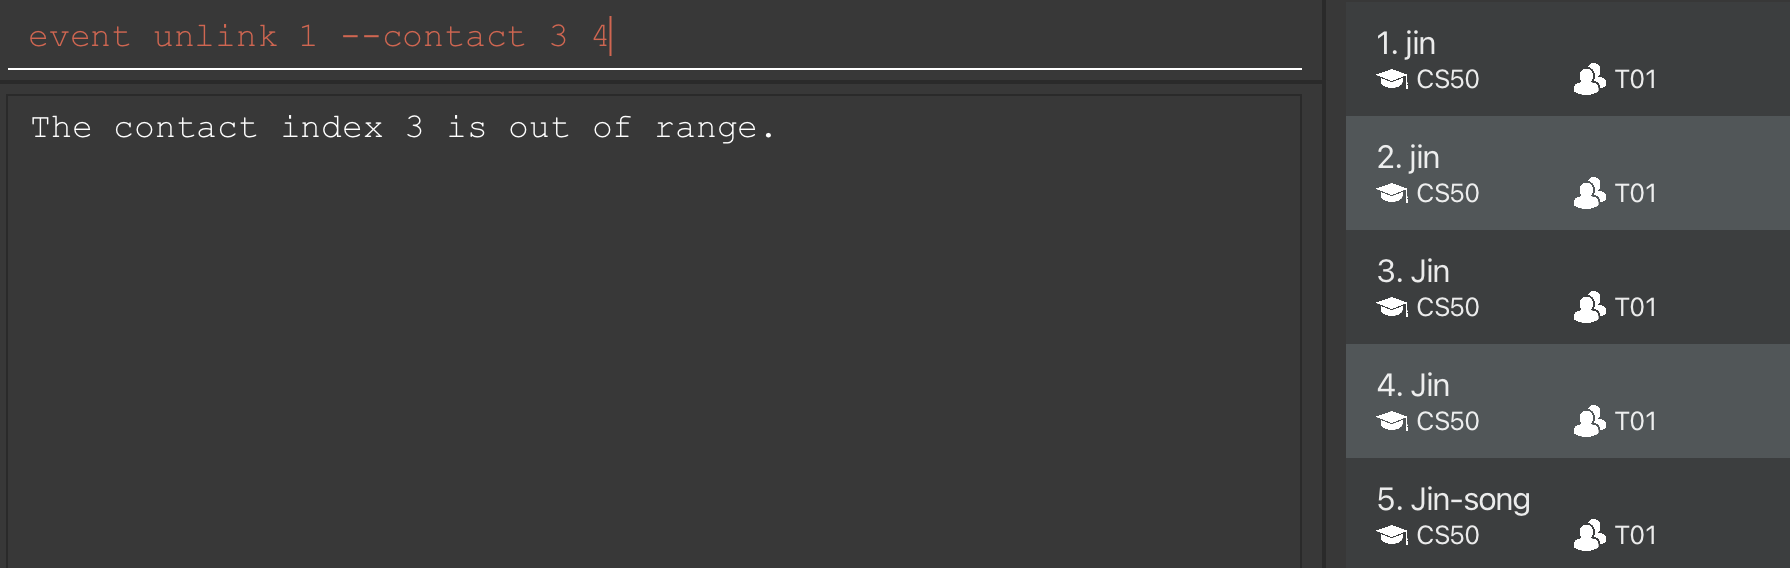 event unlink 1 --contact 3 4
The contact index 3 is out of range.
1. jin
CS50 T01
2. jin
CS50 T01
3. Jin
CS50 T01
4. Jin
CS50 T01
5. Jin-song
CS50 T01